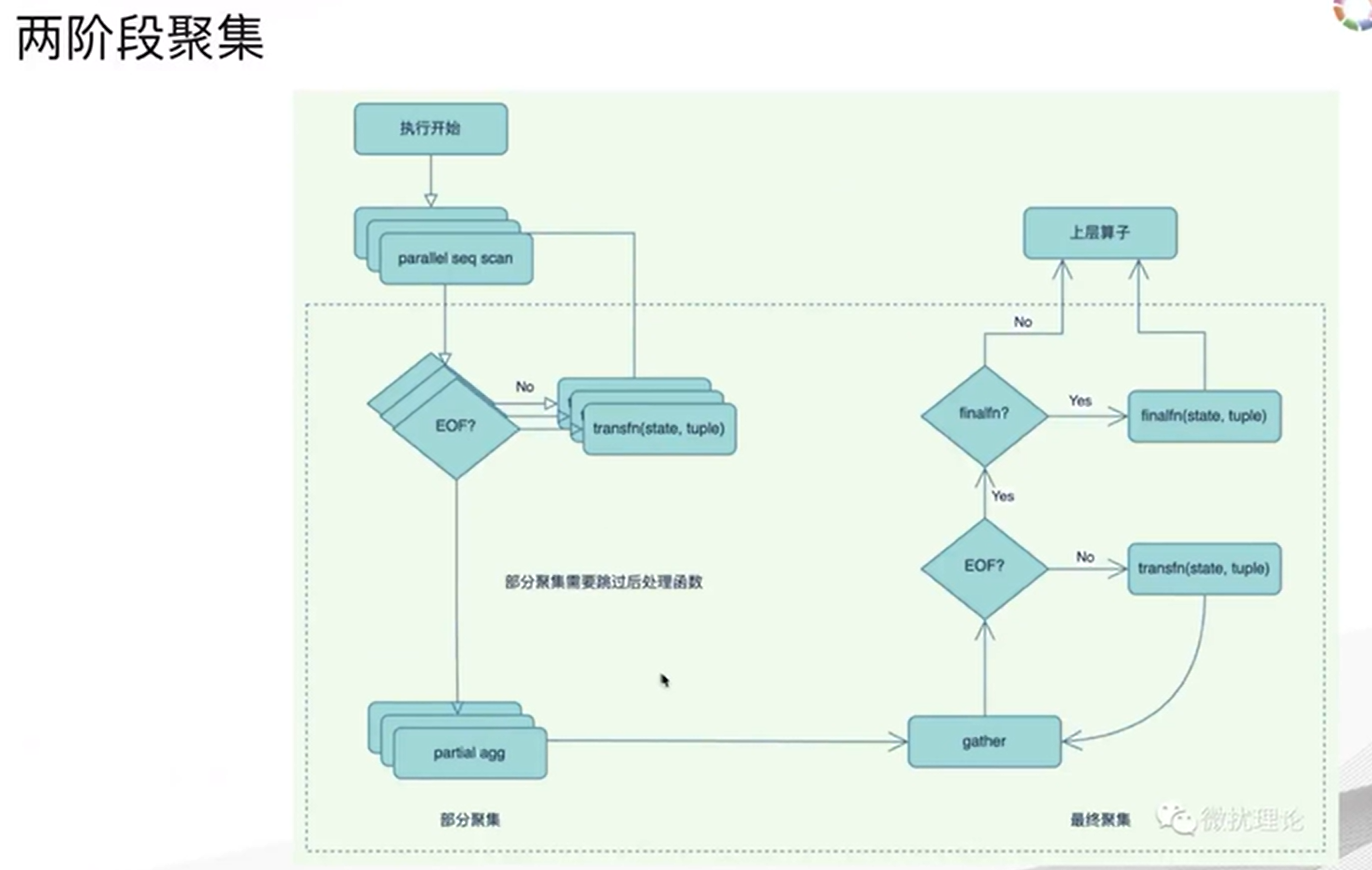 两阶段聚集
执行开始
parallel seq scan
上层算子
No
No
EOF?
transfn(state, tuple)
finalfn?
Yes
finalfn(state, tuple)
Yes
部分聚集需要跳过后处理函数
EOF?
No
transfn(state, tuple)
partial agg
gather
部分聚集
最终聚集
微扰理论